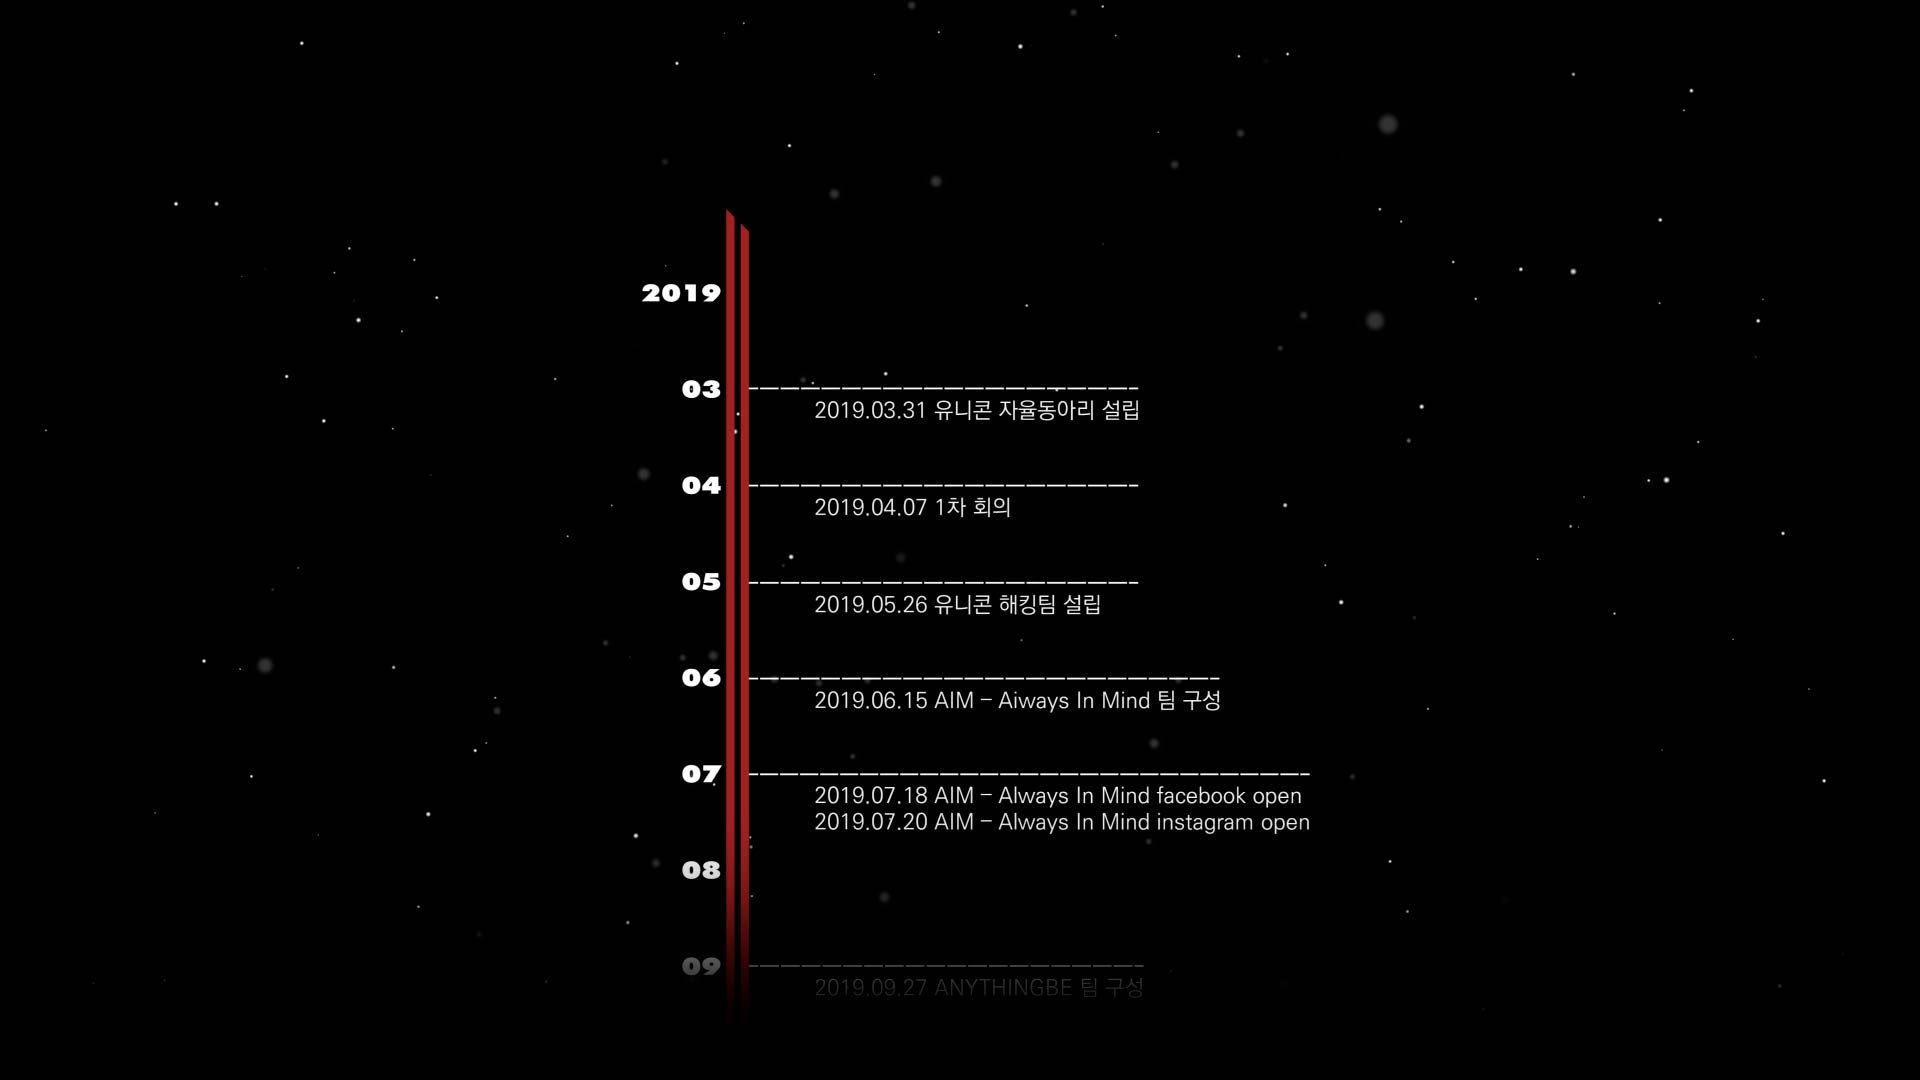 2019
03
2019.03.31 유니콘 자율동아리 설립
04
2019.04.07 1차 회의
05
2019.05.26 유니콘 해킹팀 설립
06
2019.06.15 AIM - Aiways In Mind 팀 구성
07
2019.07.18 AIM - Always In Mind facebook open
2019.07.20 AIM - Always In Mind instagram open
08
09
2019.09.27 ANYTHINGBE 팀 구성